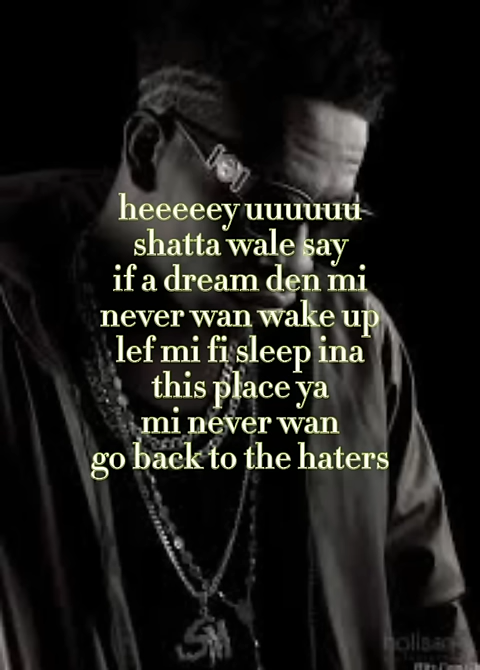 heeeeey uuuuuu
shatta wale say
if a dream den mi
never wan wake up
lef mi fi sleep ina
this place ya
mi never wan
go back to the haters